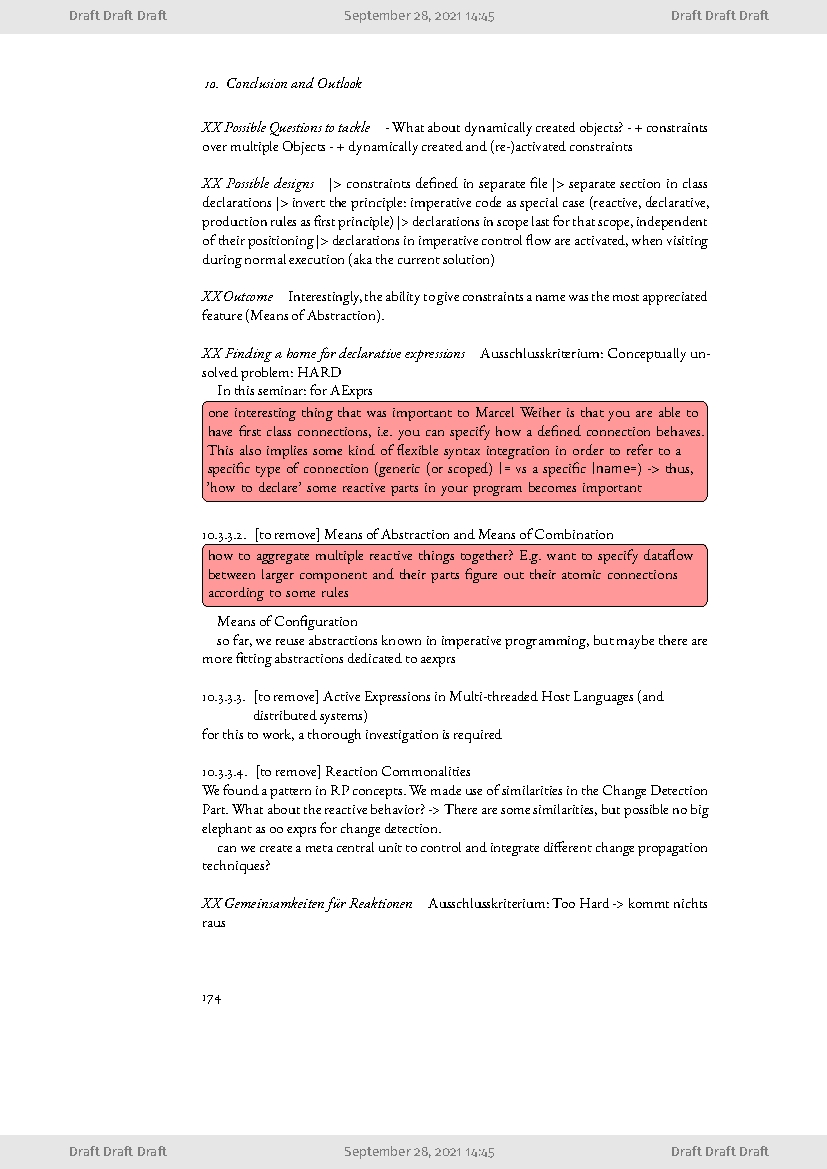 Draft Draft Draft September 28, 2021 14:45 Draft Draft Draft
10. Conclusion and Outlook
XX Possible Questions to tackle - What about dynamically created objects? - + constraints
over multiple Objects - + dynamically created and (re-)activated constraints
XX Possible designs |> constraints defined in separate file |> separate section in class
declarations |> invert the principle: imperative code as special case (reactive, declarative,
production rules as first principle) |> declarations in scope last for that scope, independent
of their positioning |> declarations in imperative control flow are activated, when visiting
during normal execution (aka the current solution)
XX Outcome Interestingly, the ability to give constraints a name was the most appreciated
feature (Means of Abstraction).
XX Finding a home for declarative expressions Ausschlusskriterium: Conceptually un-
solved problem: HARD
In this seminar: for AExprs
one interesting thing that was important to Marcel Weiher is that you are able to
have first class connections, i.e. you can specify how a defined connection behaves.
This also implies some kind of flexible syntax integration in order to refer to a
specific type of connection (generic (or scoped) |= vs a specific |name=) -> thus,
'how to declare' some reactive parts in your program becomes important
10.3.3.2. [to remove] Means of Abstraction and Means of Combination
how to aggregate multiple reactive things together? E.g. want to specify dataflow
between larger component and their parts figure out their atomic connections
according to some rules
Means of Configuration
so far, we reuse abstractions known in imperative programming, but maybe there are
more fitting abstractions dedicated to aexprs
10.3.3.3. [to remove] Active Expressions in Multi-threaded Host Languages (and
distributed systems)
for this to work, a thorough investigation is required
10.3.3.4. [to remove] Reaction Commonalities
We found a pattern in RP concepts. We made use of similarities in the Change Detection
Part. What about the reactive behavior? -> There are some similarities, but possible no big
elephant as oo exprs for change detection.
can we create a meta central unit to control and integrate different change propagation
techniques?
XX Gemeinsamkeiten für Reaktionen Ausschlusskriterium: Too Hard -> kommt nichts
raus
174
Draft Draft Draft September 28, 2021 14:45 Draft Draft Draft